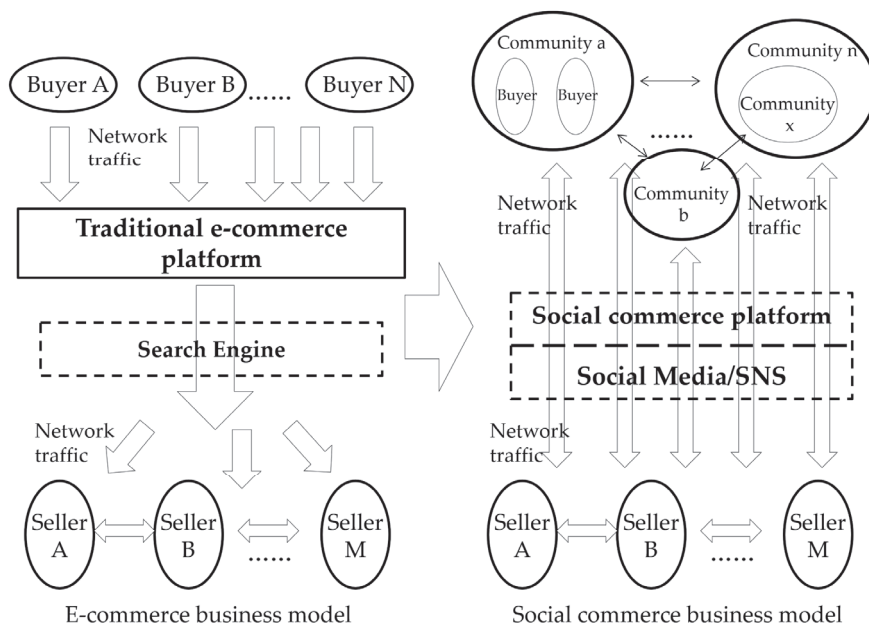 Buyer A
Buyer B
......
Buyer N
Network
traffic
Traditional e-commerce
platform
Search Engine
Network
traffic
Seller
A
Seller
B
......
Seller
M
E-commerce business model
Community a
Buyer
Buyer
Community n
Community
x
......
Community
b
Network
traffic
Network
traffic
Social commerce platform
Social Media/SNS
Network
traffic
Seller
A
Seller
B
......
Seller
M
Social commerce business model